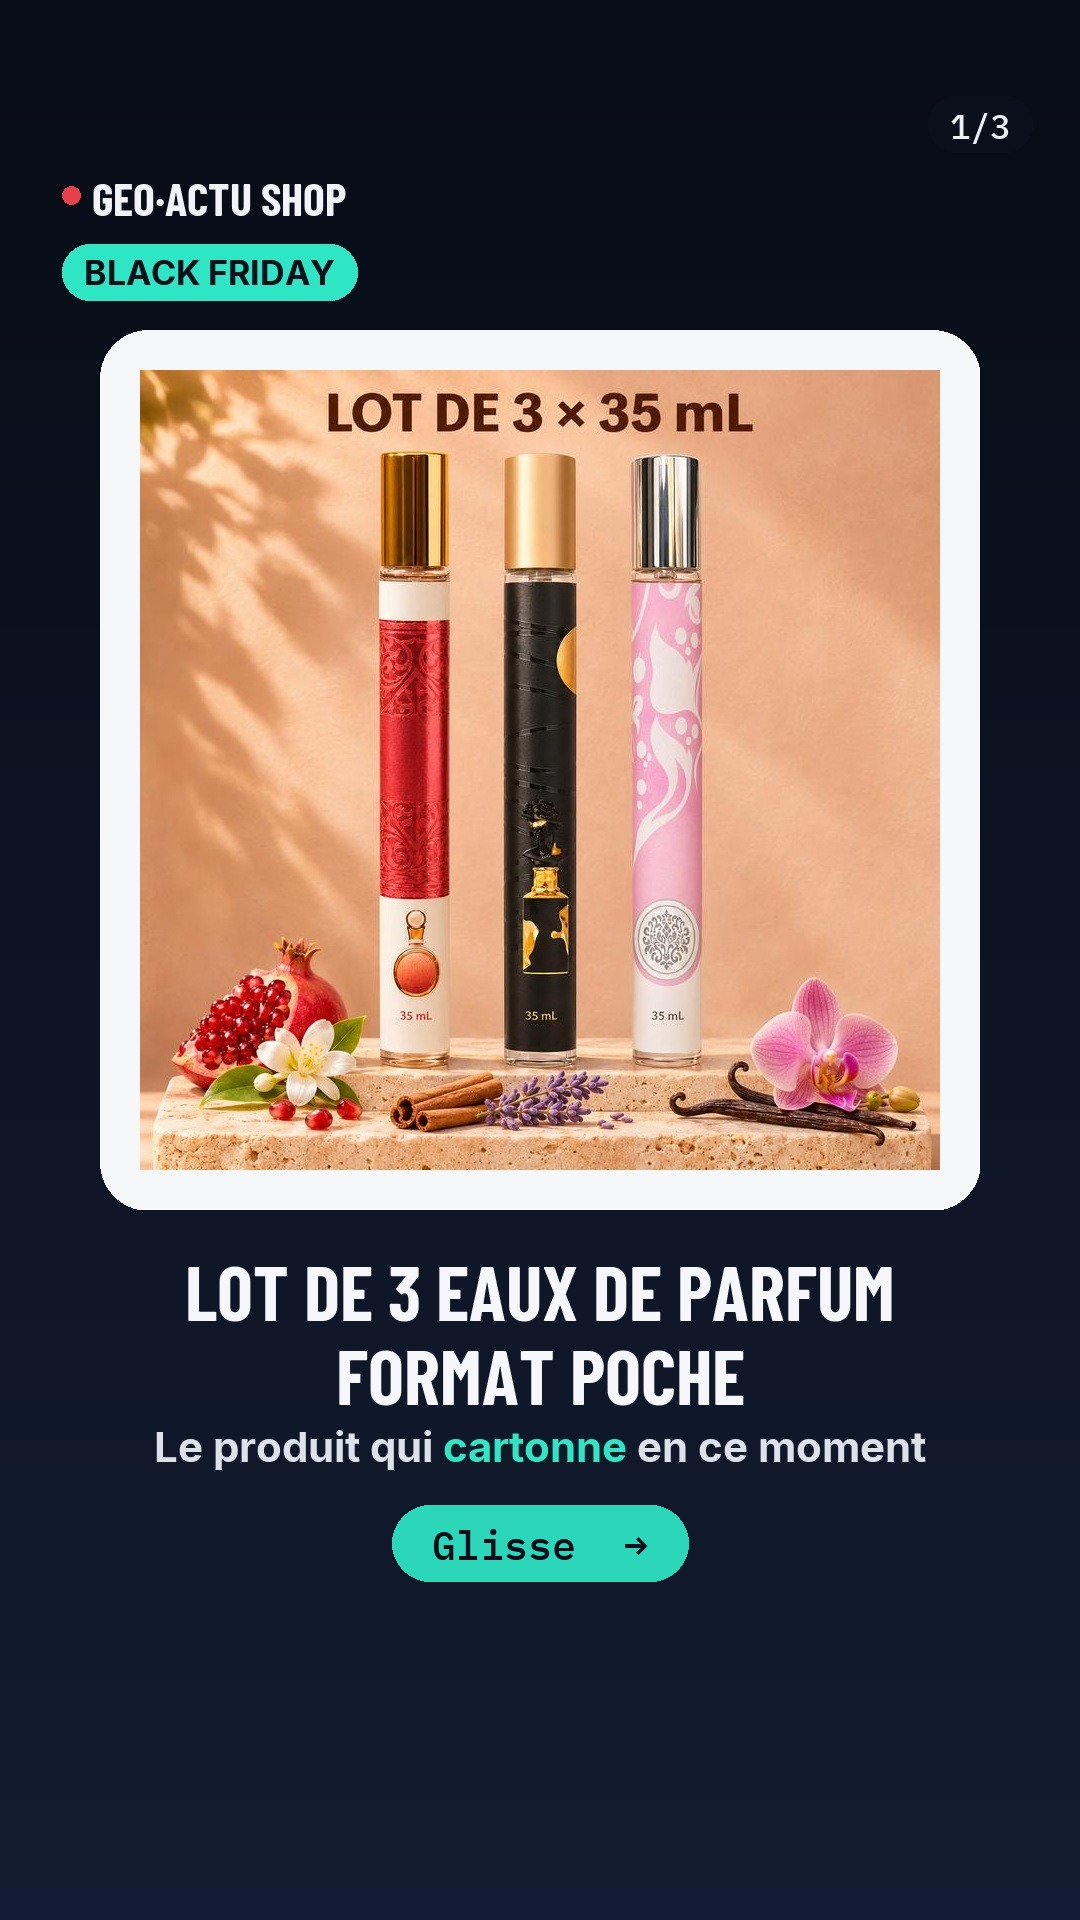 1/3
GEO·ACTU SHOP
BLACK FRIDAY
LOT DE 3 × 35 mL
35 mL
35 mL
35 mL
LOT DE 3 EAUX DE PARFUM
FORMAT POCHE
Le produit qui cartonne en ce moment
Glisse →